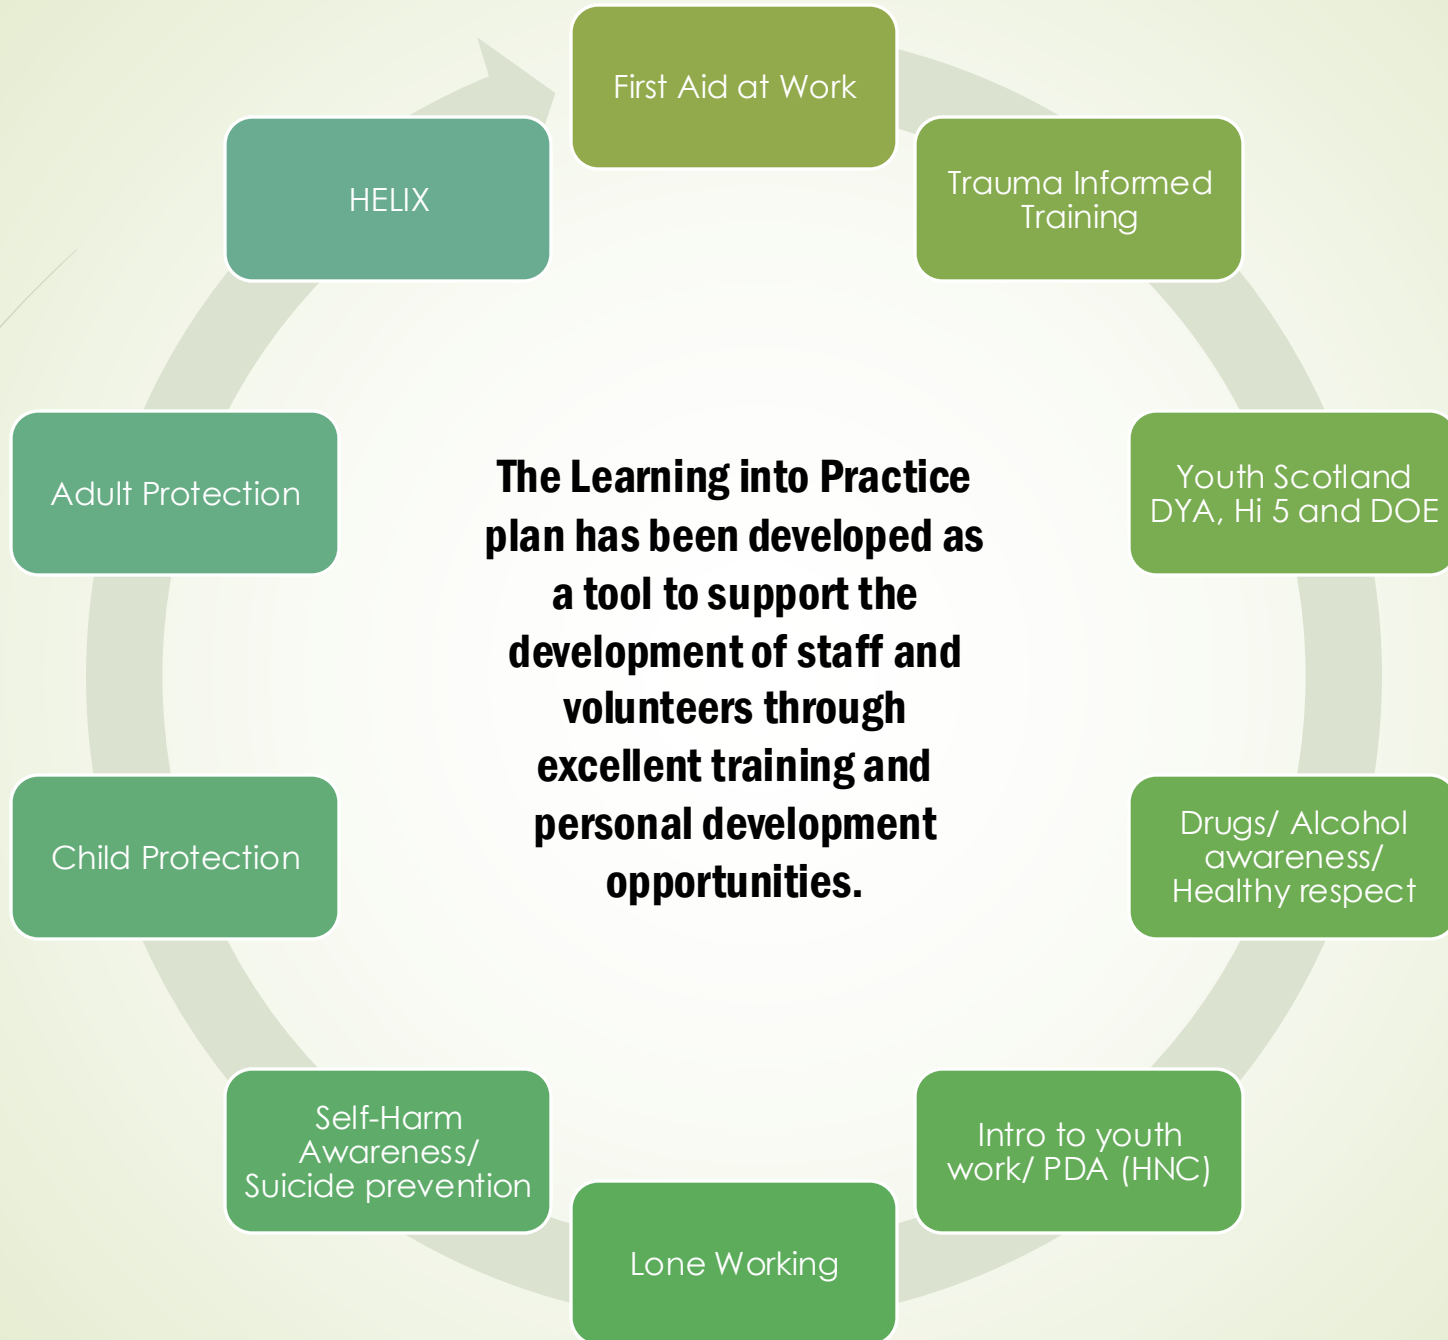 First Aid at Work
Trauma Informed
Training
Youth Scotland
DYA, Hi 5 and DOE
Drugs/ Alcohol
awareness/
Healthy respect
Intro to youth
work/ PDA (HNC)
Lone Working
Self-Harm
Awareness/
Suicide prevention
Child Protection
Adult Protection
HELIX
The Learning into Practice
plan has been developed as
a tool to support the
development of staff and
volunteers through
excellent training and
personal development
opportunities.